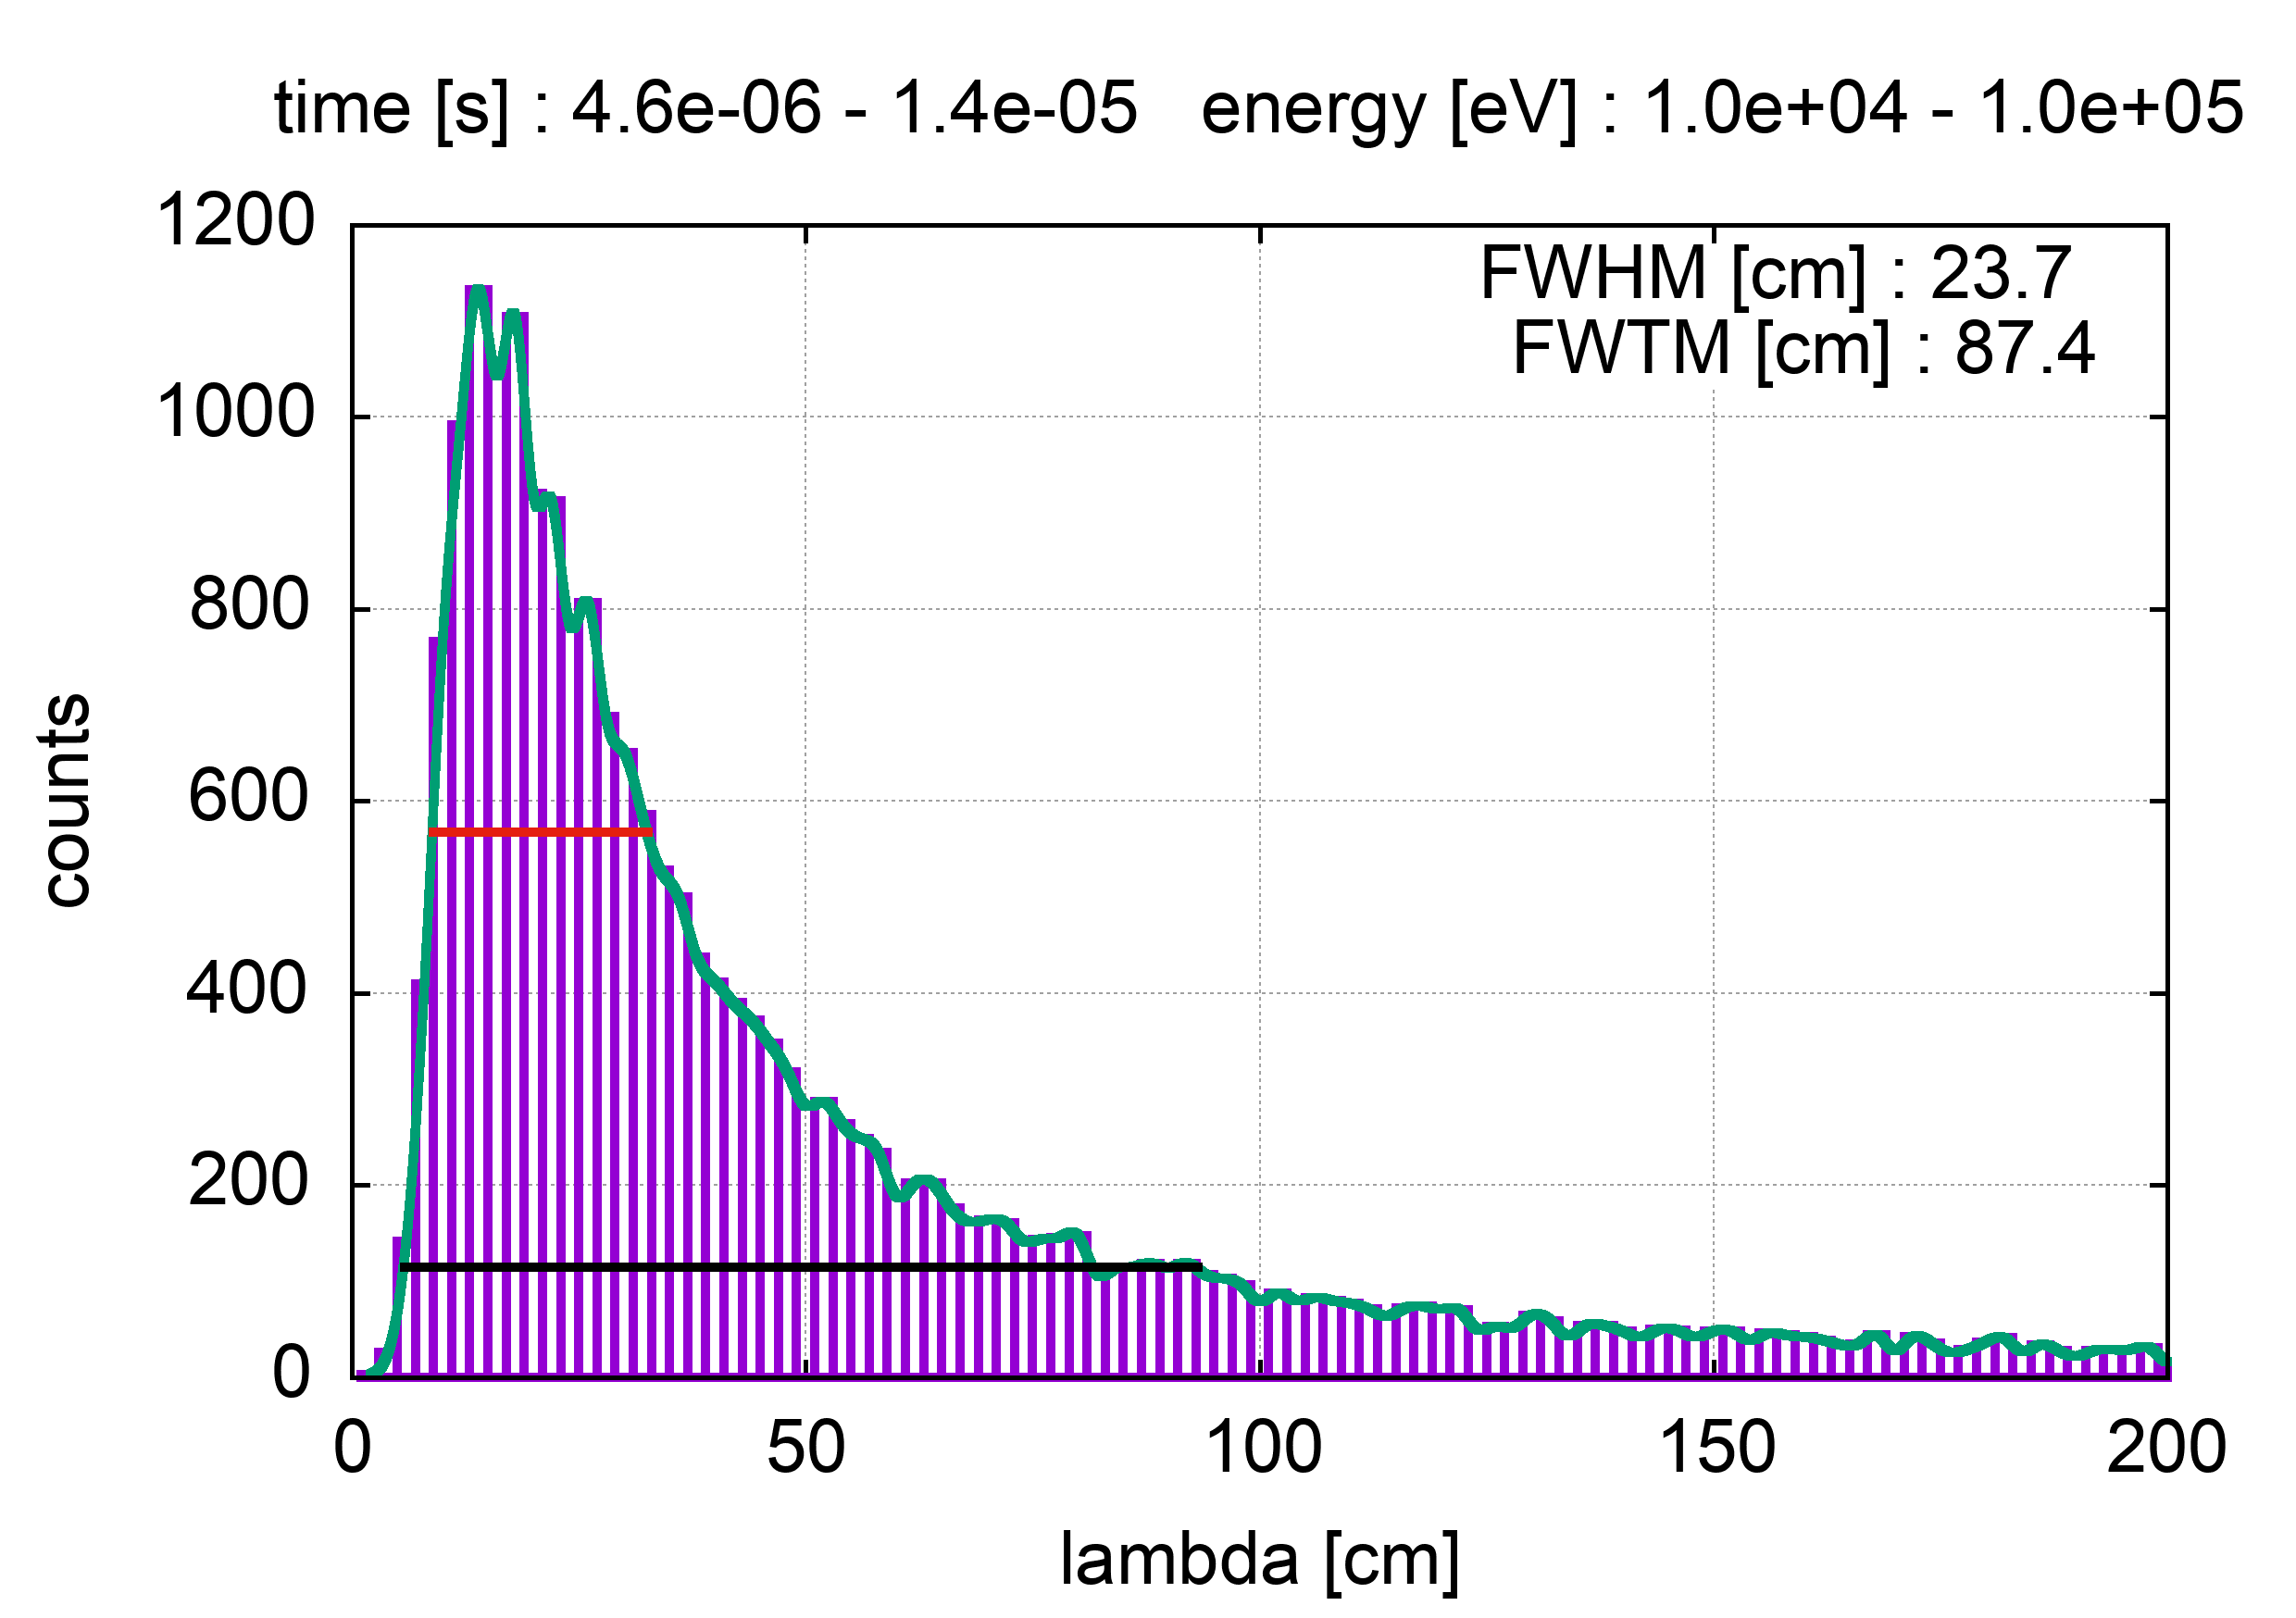 time [s] : 4.6e-06 - 1.4e-05 energy [eV] : 1.0e+04 - 1.0e+05
FWHM [cm] : 23.7
FWTM [cm] : 87.4
1200
1000
800
600
400
200
0
counts
0 50 100 150 200
lambda [cm]